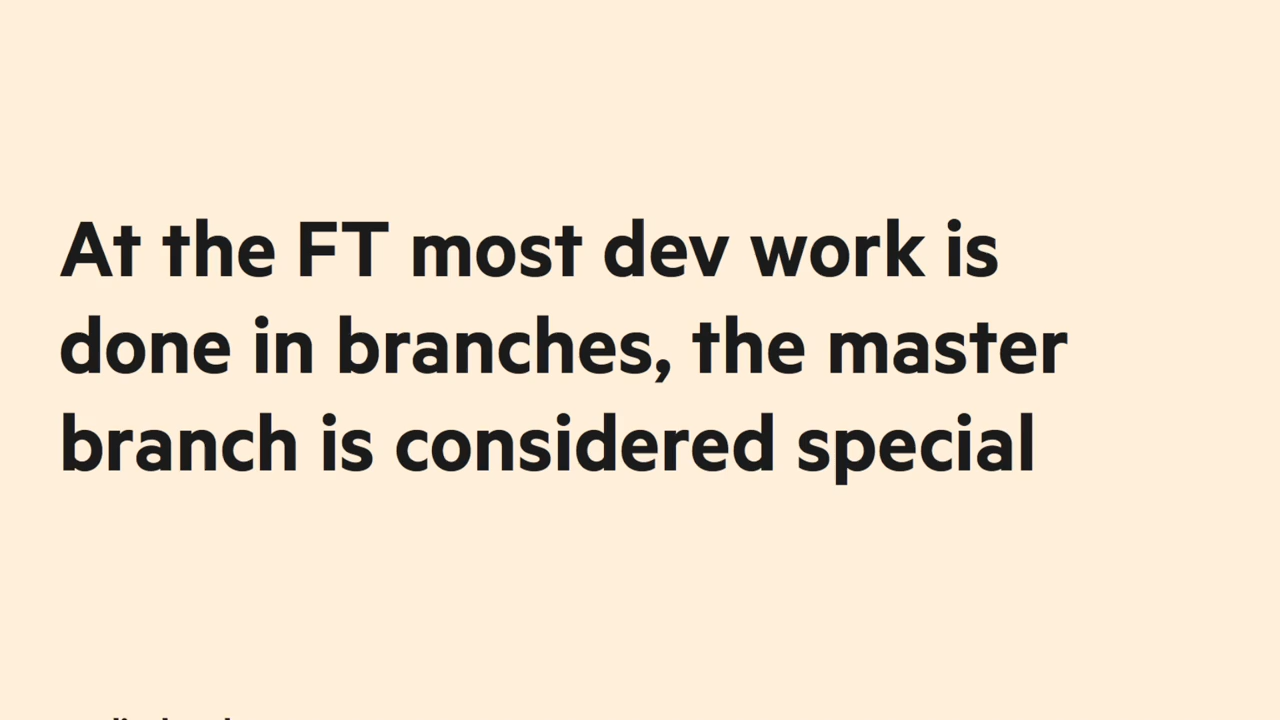 At the FT most dev work is
done in branches, the master
branch is considered special